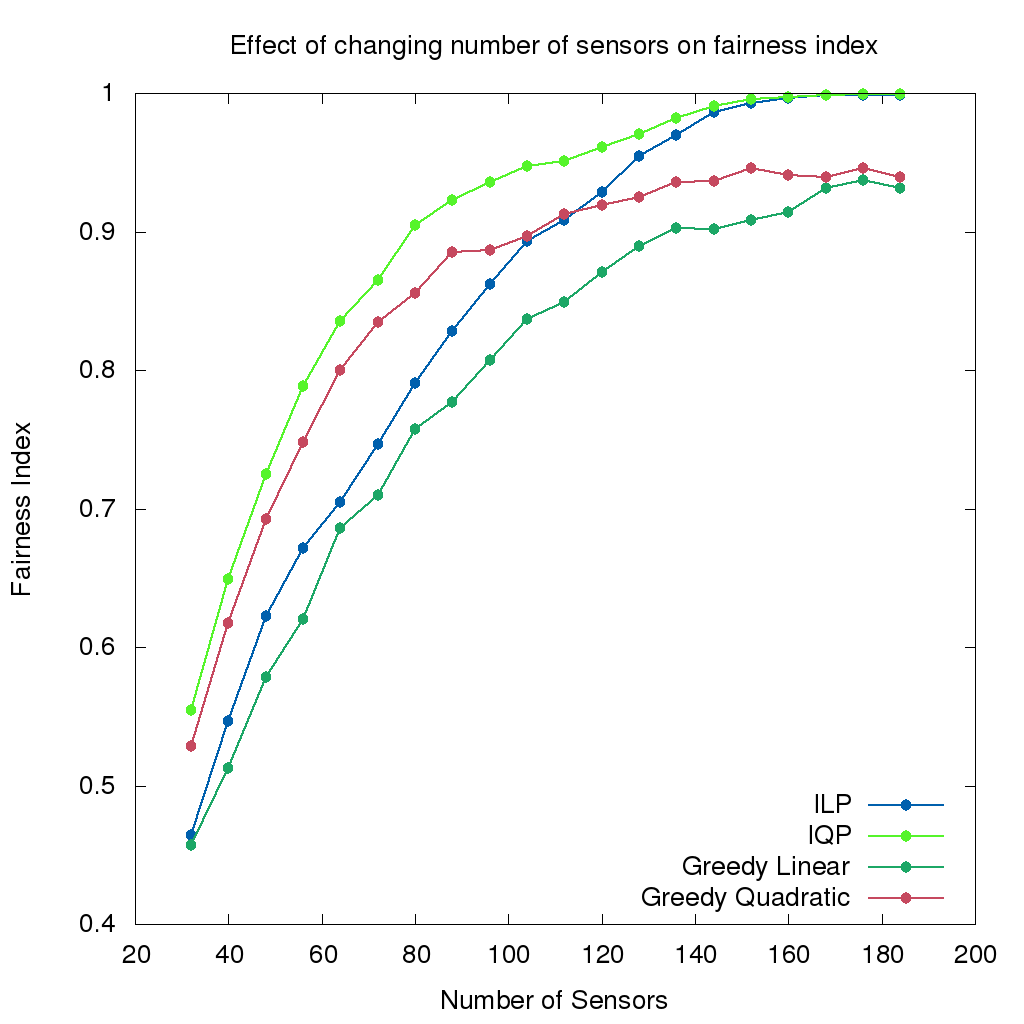 Effect of changing number of sensors on fairness index
1
0.9
0.8
0.7
0.6
0.5
0.4
Fairness Index
ILP
IQP
Greedy Linear
Greedy Quadratic
20 40 60 80 100 120 140 160 180 200
Number of Sensors